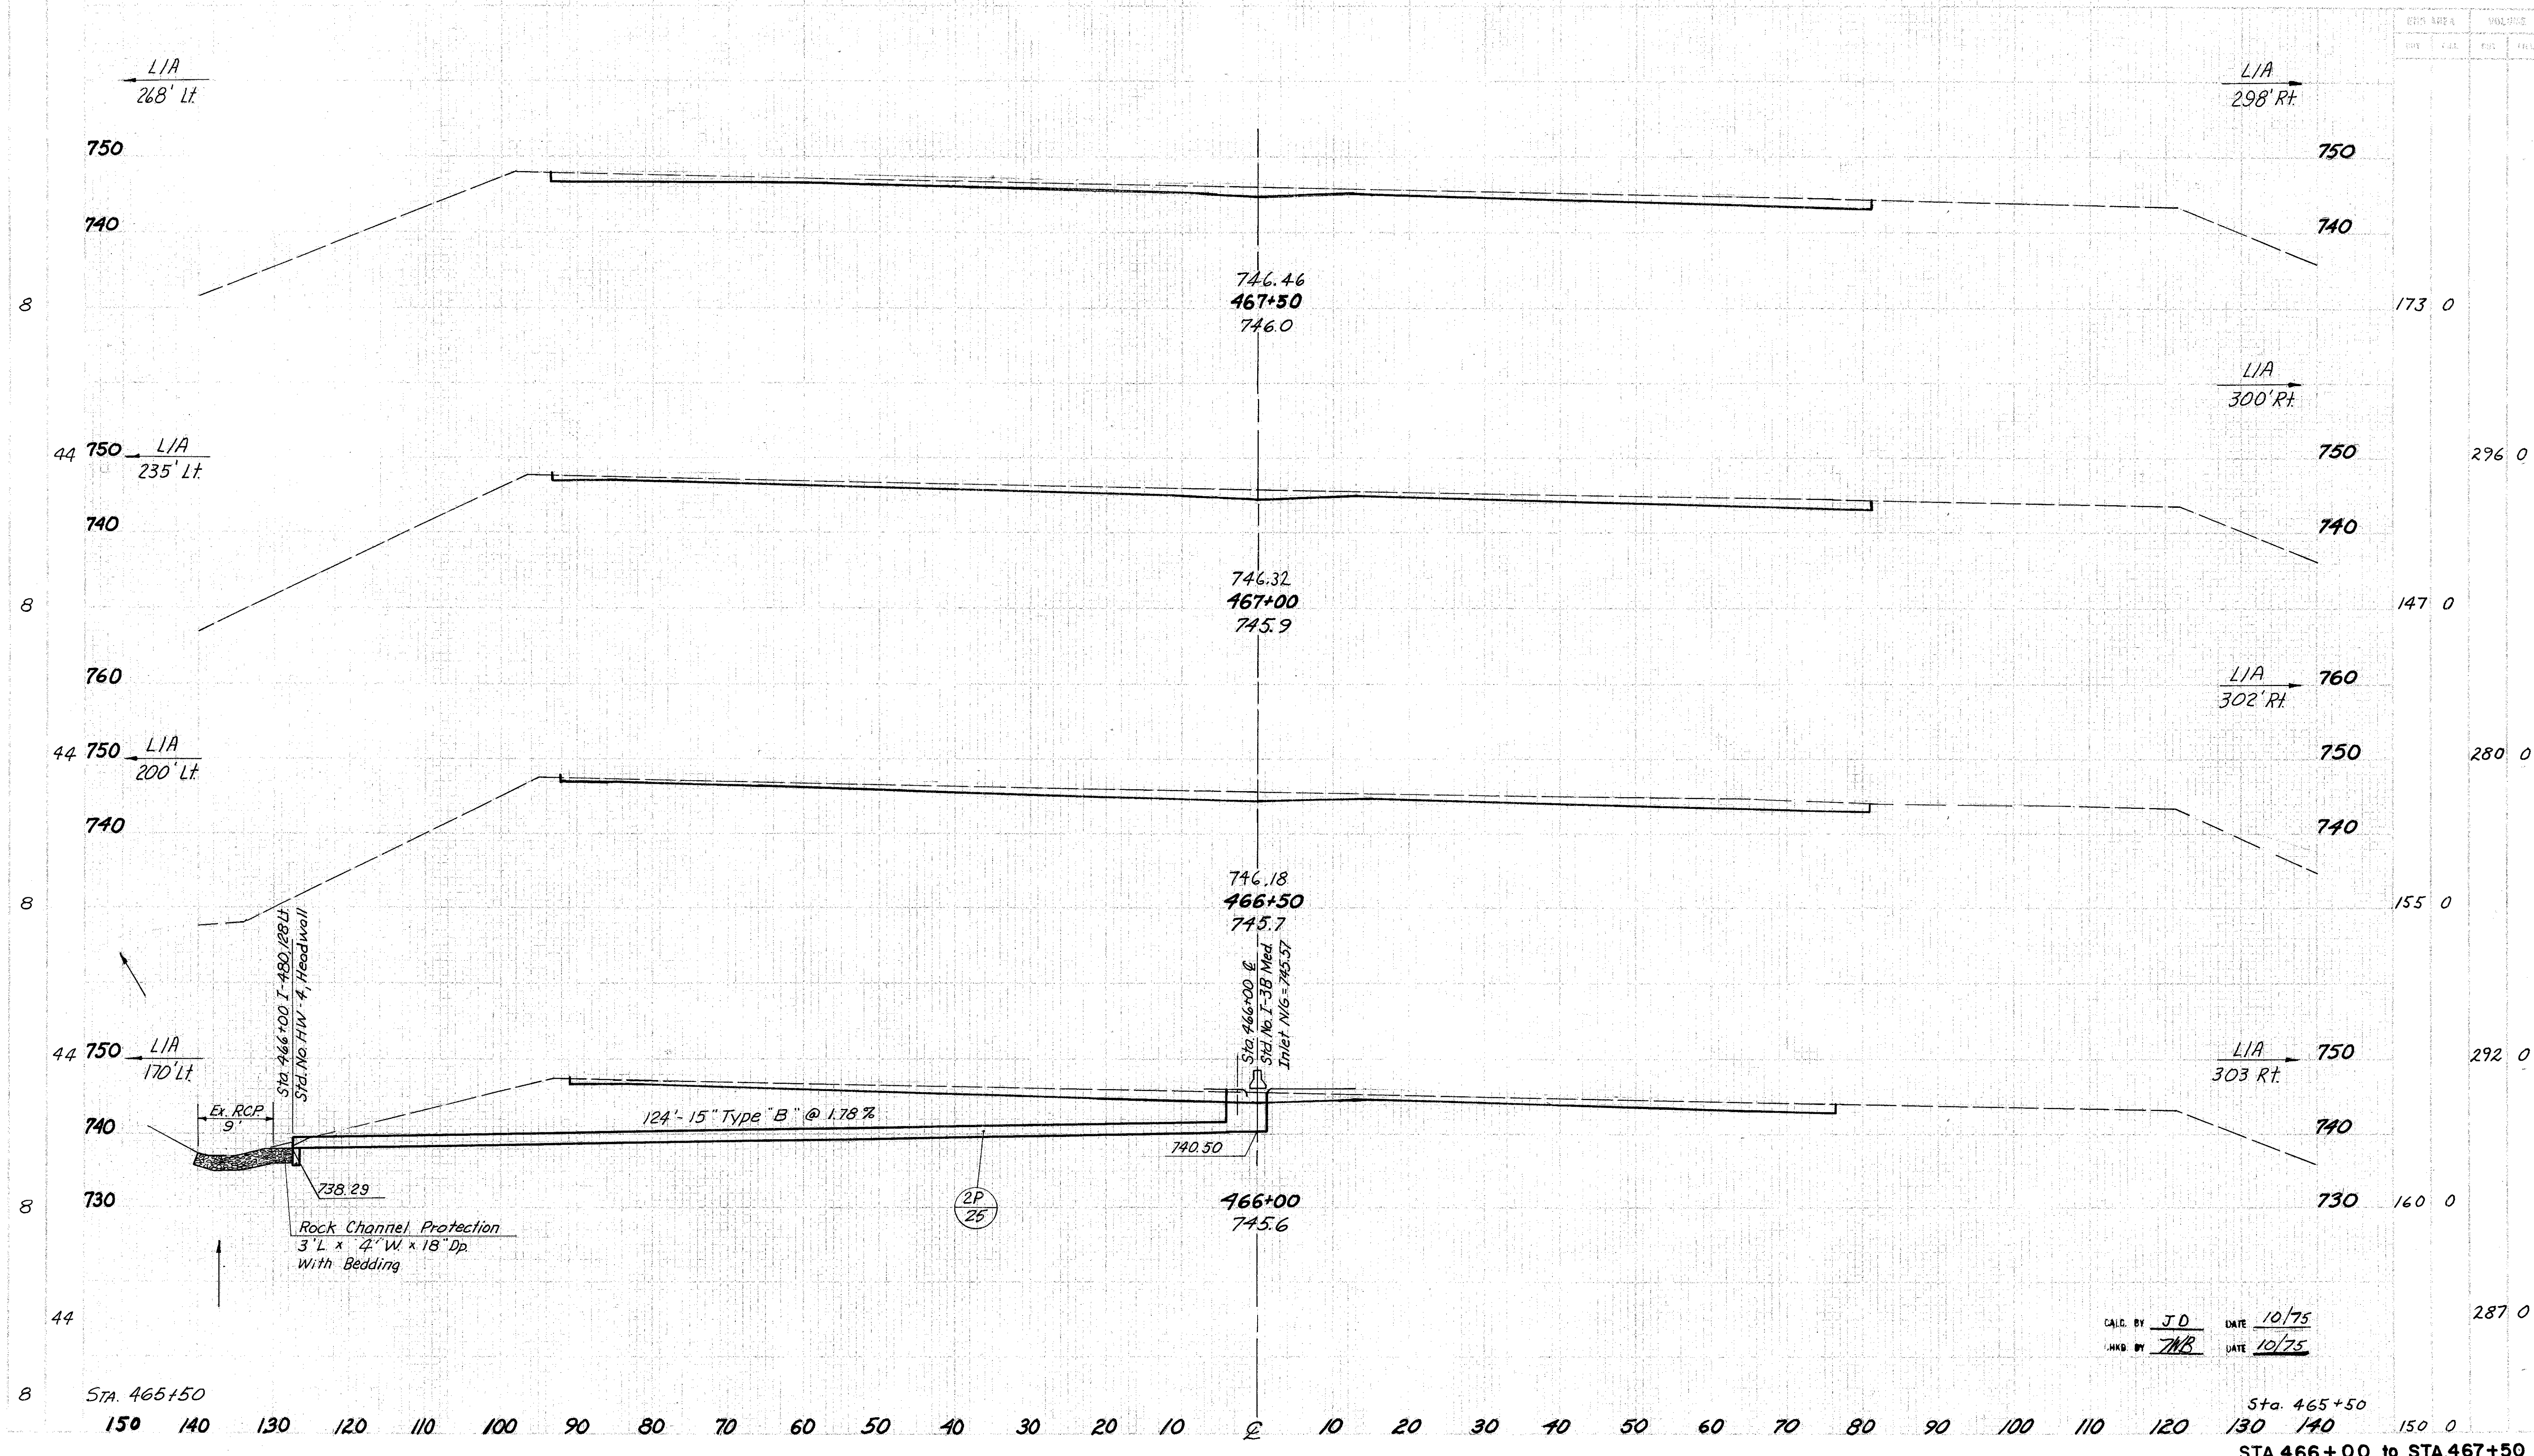 END AREA VOLUME
CUT FILL CUT FILL
L/A
268' Lt.
L/A
298' Rt.
750 750
740 740
746.46
8 467+50 173 0
746.0
L/A
300' Rt.
44 750 L/A 750 296 0
235' Lt.
740 740
746.32
8 467+00 147 0
745.9
760 L/A 760
302' Rt.
44 750 L/A 750 280 0
200' Lt.
740 740
746.18
8 466+50 155 0
745.7
Sta. 466+00 I-480, 128' Lt.
Std. No. HW-4, Headwall
Sta. 466+00 ℄
Std. No. I-3B Med.
Inlet N/G = 745.57
44 750 L/A L/A 750 292 0
170' Lt. 303 Rt.
Ex. RCP
9'
124'-15" Type "B" @ 1.78%
740 740
740.50
738.29
8 730 2P 466+00 730 160 0
25 745.6
Rock Channel Protection
3' L x 4' W. x 18" Dp.
With Bedding
44 287 0
CALC. BY JD DATE 10/75
CHKD. BY DATE 10/75
8 STA. 465+50 Sta. 465+50
150 140 130 120 110 100 90 80 70 60 50 40 30 20 10 ℄ 10 20 30 40 50 60 70 80 90 100 110 120 130 140 150 0
STA 466+00 to STA 467+50